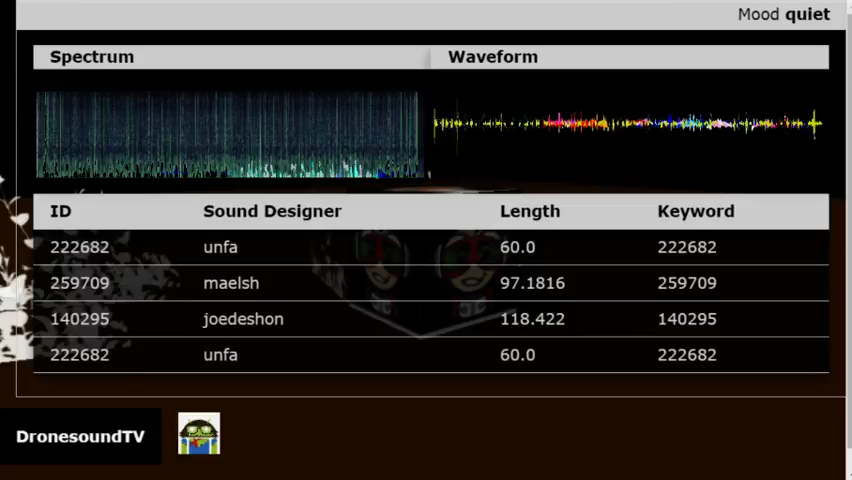 Mood quiet
Spectrum Waveform
ID Sound Designer Length Keyword
222682 unfa 60.0 222682
259709 maelsh 97.1816 259709
140295 joedeshon 118.422 140295
222682 unfa 60.0 222682
DronesoundTV